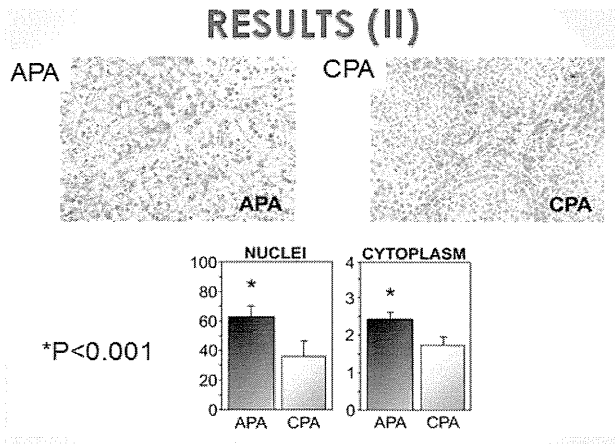 RESULTS (II)
APA
CPA
APA
CPA
NUCLEI
CYTOPLASM
100
80
60
40
20
0
*
APA
CPA
4
3
2
1
0
*
APA
CPA
*P<0.001